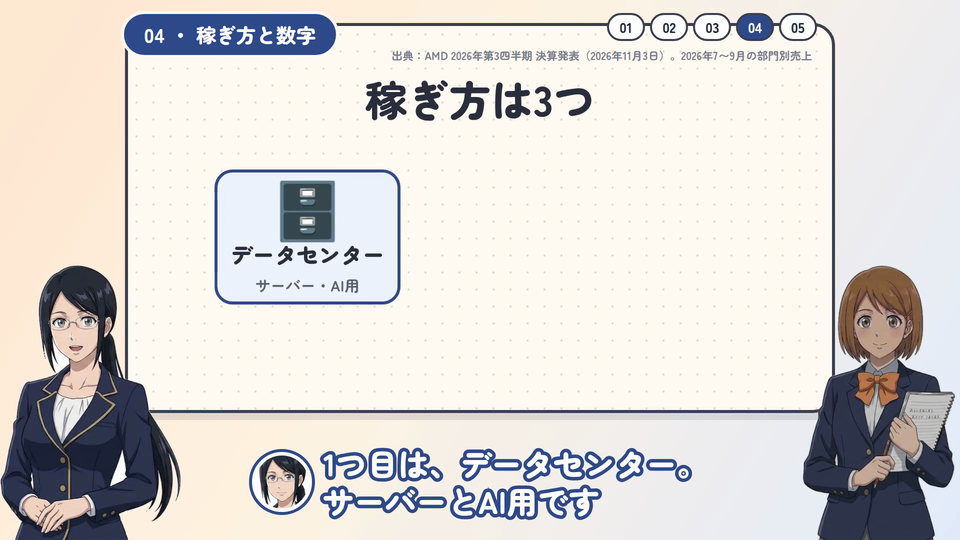 04 ・ 稼ぎ方と数字
01 02 03 04 05
出典：AMD 2026年第3四半期 決算発表（2026年11月3日）。2026年7〜9月の部門別売上
稼ぎ方は3つ
データセンター
サーバー・AI用
1つ目は、データセンター。
サーバーとAI用です